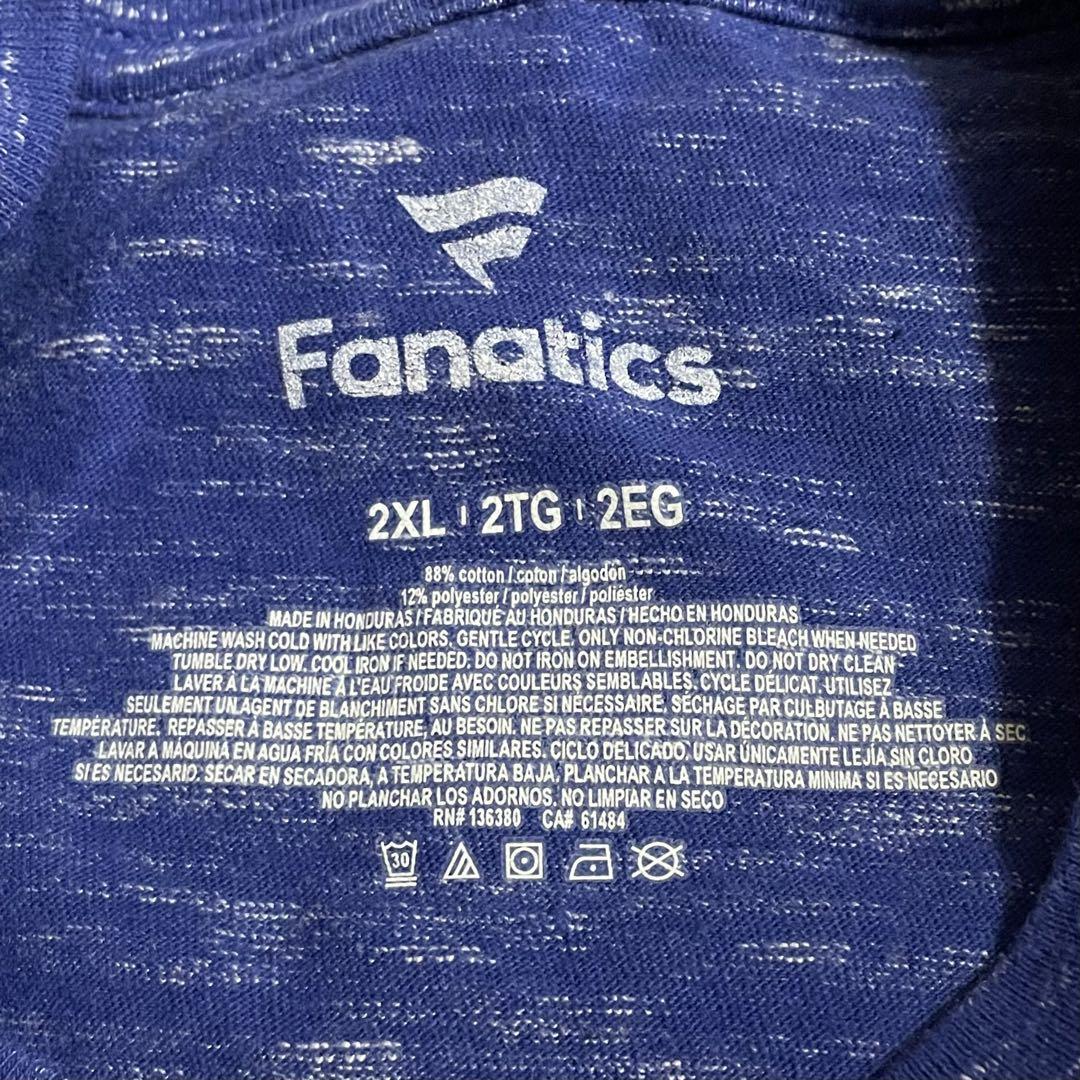 Fanatics
2XL | 2TG | 2EG
88% cotton / coton / algodón
12% polyester / polyester / poliéster
MADE IN HONDURAS / FABRIQUÉ AU HONDURAS / HECHO EN HONDURAS
MACHINE WASH COLD WITH LIKE COLORS. GENTLE CYCLE. ONLY NON-CHLORINE BLEACH WHEN NEEDED
TUMBLE DRY LOW. COOL IRON IF NEEDED. DO NOT IRON ON EMBELLISHMENT. DO NOT DRY CLEAN
LAVER À LA MACHINE À L'EAU FROIDE AVEC COULEURS SEMBLABLES. CYCLE DÉLICAT. UTILISEZ
SEULEMENT UN AGENT DE BLANCHIMENT SANS CHLORE SI NÉCESSAIRE. SÉCHAGE PAR CULBUTAGE À BASSE
TEMPÉRATURE. REPASSER À BASSE TEMPÉRATURE, AU BESOIN. NE PAS REPASSER SUR LA DÉCORATION. NE PAS NETTOYER À SEC
LAVAR A MÁQUINA EN AGUA FRÍA CON COLORES SIMILARES. CICLO DELICADO. USAR ÚNICAMENTE LEJÍA SIN CLORO
SI ES NECESARIO. SECAR EN SECADORA, A TEMPERATURA BAJA. PLANCHAR A LA TEMPERATURA MINIMA SI ES NECESARIO
NO PLANCHAR LOS ADORNOS. NO LIMPIAR EN SECO
RN# 136380 CA# 61484
30